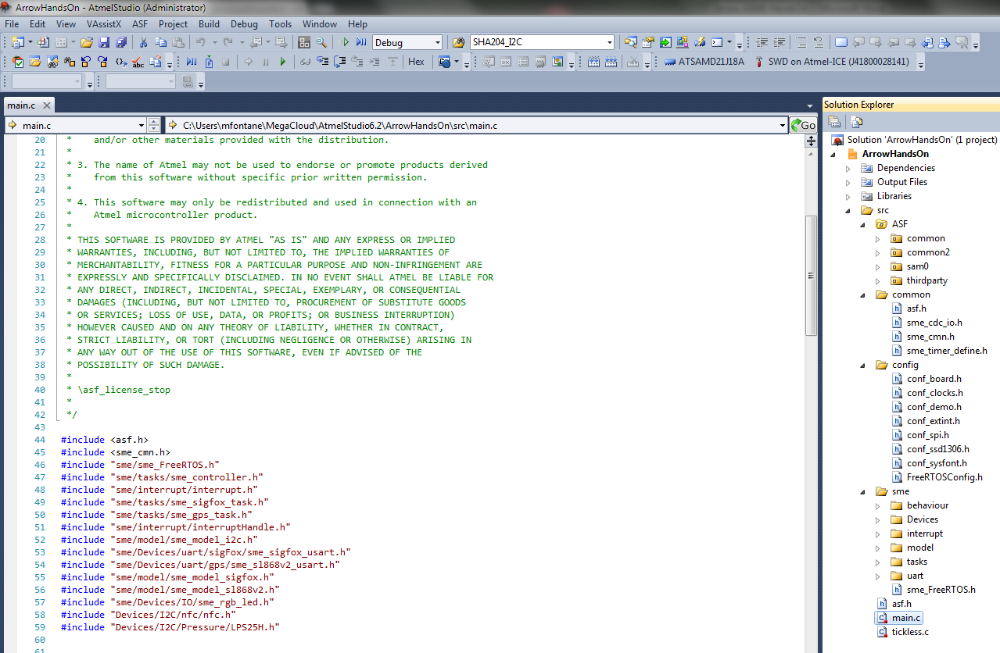 ArrowHandsOn - AtmelStudio (Administrator)
File Edit View VAssistX ASF Project Build Debug Tools Window Help
Debug SHA204_I2C
Hex ATSAMD21J18A SWD on Atmel-ICE (J41800028141)
main.c
main.c C:\Users\mfontane\MegaCloud\AtmelStudio6.2\ArrowHandsOn\src\main.c Go
20 * and/or other materials provided with the distribution.
21 *
22 * 3. The name of Atmel may not be used to endorse or promote products derived
23 * from this software without specific prior written permission.
24 *
25 * 4. This software may only be redistributed and used in connection with an
26 * Atmel microcontroller product.
27 *
28 * THIS SOFTWARE IS PROVIDED BY ATMEL "AS IS" AND ANY EXPRESS OR IMPLIED
29 * WARRANTIES, INCLUDING, BUT NOT LIMITED TO, THE IMPLIED WARRANTIES OF
30 * MERCHANTABILITY, FITNESS FOR A PARTICULAR PURPOSE AND NON-INFRINGEMENT ARE
31 * EXPRESSLY AND SPECIFICALLY DISCLAIMED. IN NO EVENT SHALL ATMEL BE LIABLE FOR
32 * ANY DIRECT, INDIRECT, INCIDENTAL, SPECIAL, EXEMPLARY, OR CONSEQUENTIAL
33 * DAMAGES (INCLUDING, BUT NOT LIMITED TO, PROCUREMENT OF SUBSTITUTE GOODS
34 * OR SERVICES; LOSS OF USE, DATA, OR PROFITS; OR BUSINESS INTERRUPTION)
35 * HOWEVER CAUSED AND ON ANY THEORY OF LIABILITY, WHETHER IN CONTRACT,
36 * STRICT LIABILITY, OR TORT (INCLUDING NEGLIGENCE OR OTHERWISE) ARISING IN
37 * ANY WAY OUT OF THE USE OF THIS SOFTWARE, EVEN IF ADVISED OF THE
38 * POSSIBILITY OF SUCH DAMAGE.
39 *
40 * \asf_license_stop
41 *
42 */
43
44 #include <asf.h>
45 #include <sme_cmn.h>
46 #include "sme/sme_FreeRTOS.h"
47 #include "sme/tasks/sme_controller.h"
48 #include "sme/interrupt/interrupt.h"
49 #include "sme/tasks/sme_sigfox_task.h"
50 #include "sme/tasks/sme_gps_task.h"
51 #include "sme/interrupt/interruptHandle.h"
52 #include "sme/model/sme_model_i2c.h"
53 #include "sme/Devices/uart/sigFox/sme_sigfox_usart.h"
54 #include "sme/Devices/uart/gps/sme_sl868v2_usart.h"
55 #include "sme/model/sme_model_sigfox.h"
56 #include "sme/model/sme_model_sl868v2.h"
57 #include "sme/Devices/IO/sme_rgb_led.h"
58 #include "Devices/I2C/nfc/nfc.h"
59 #include "Devices/I2C/Pressure/LPS25H.h"
60
61
Solution Explorer
Solution 'ArrowHandsOn' (1 project)
ArrowHandsOn
Dependencies
Output Files
Libraries
src
ASF
common
common2
sam0
thirdparty
common
asf.h
sme_cdc_io.h
sme_cmn.h
sme_timer_define.h
config
conf_board.h
conf_clocks.h
conf_demo.h
conf_extint.h
conf_spi.h
conf_ssd1306.h
conf_sysfont.h
FreeRTOSConfig.h
sme
behaviour
Devices
interrupt
model
tasks
uart
sme_FreeRTOS.h
asf.h
main.c
tickless.c